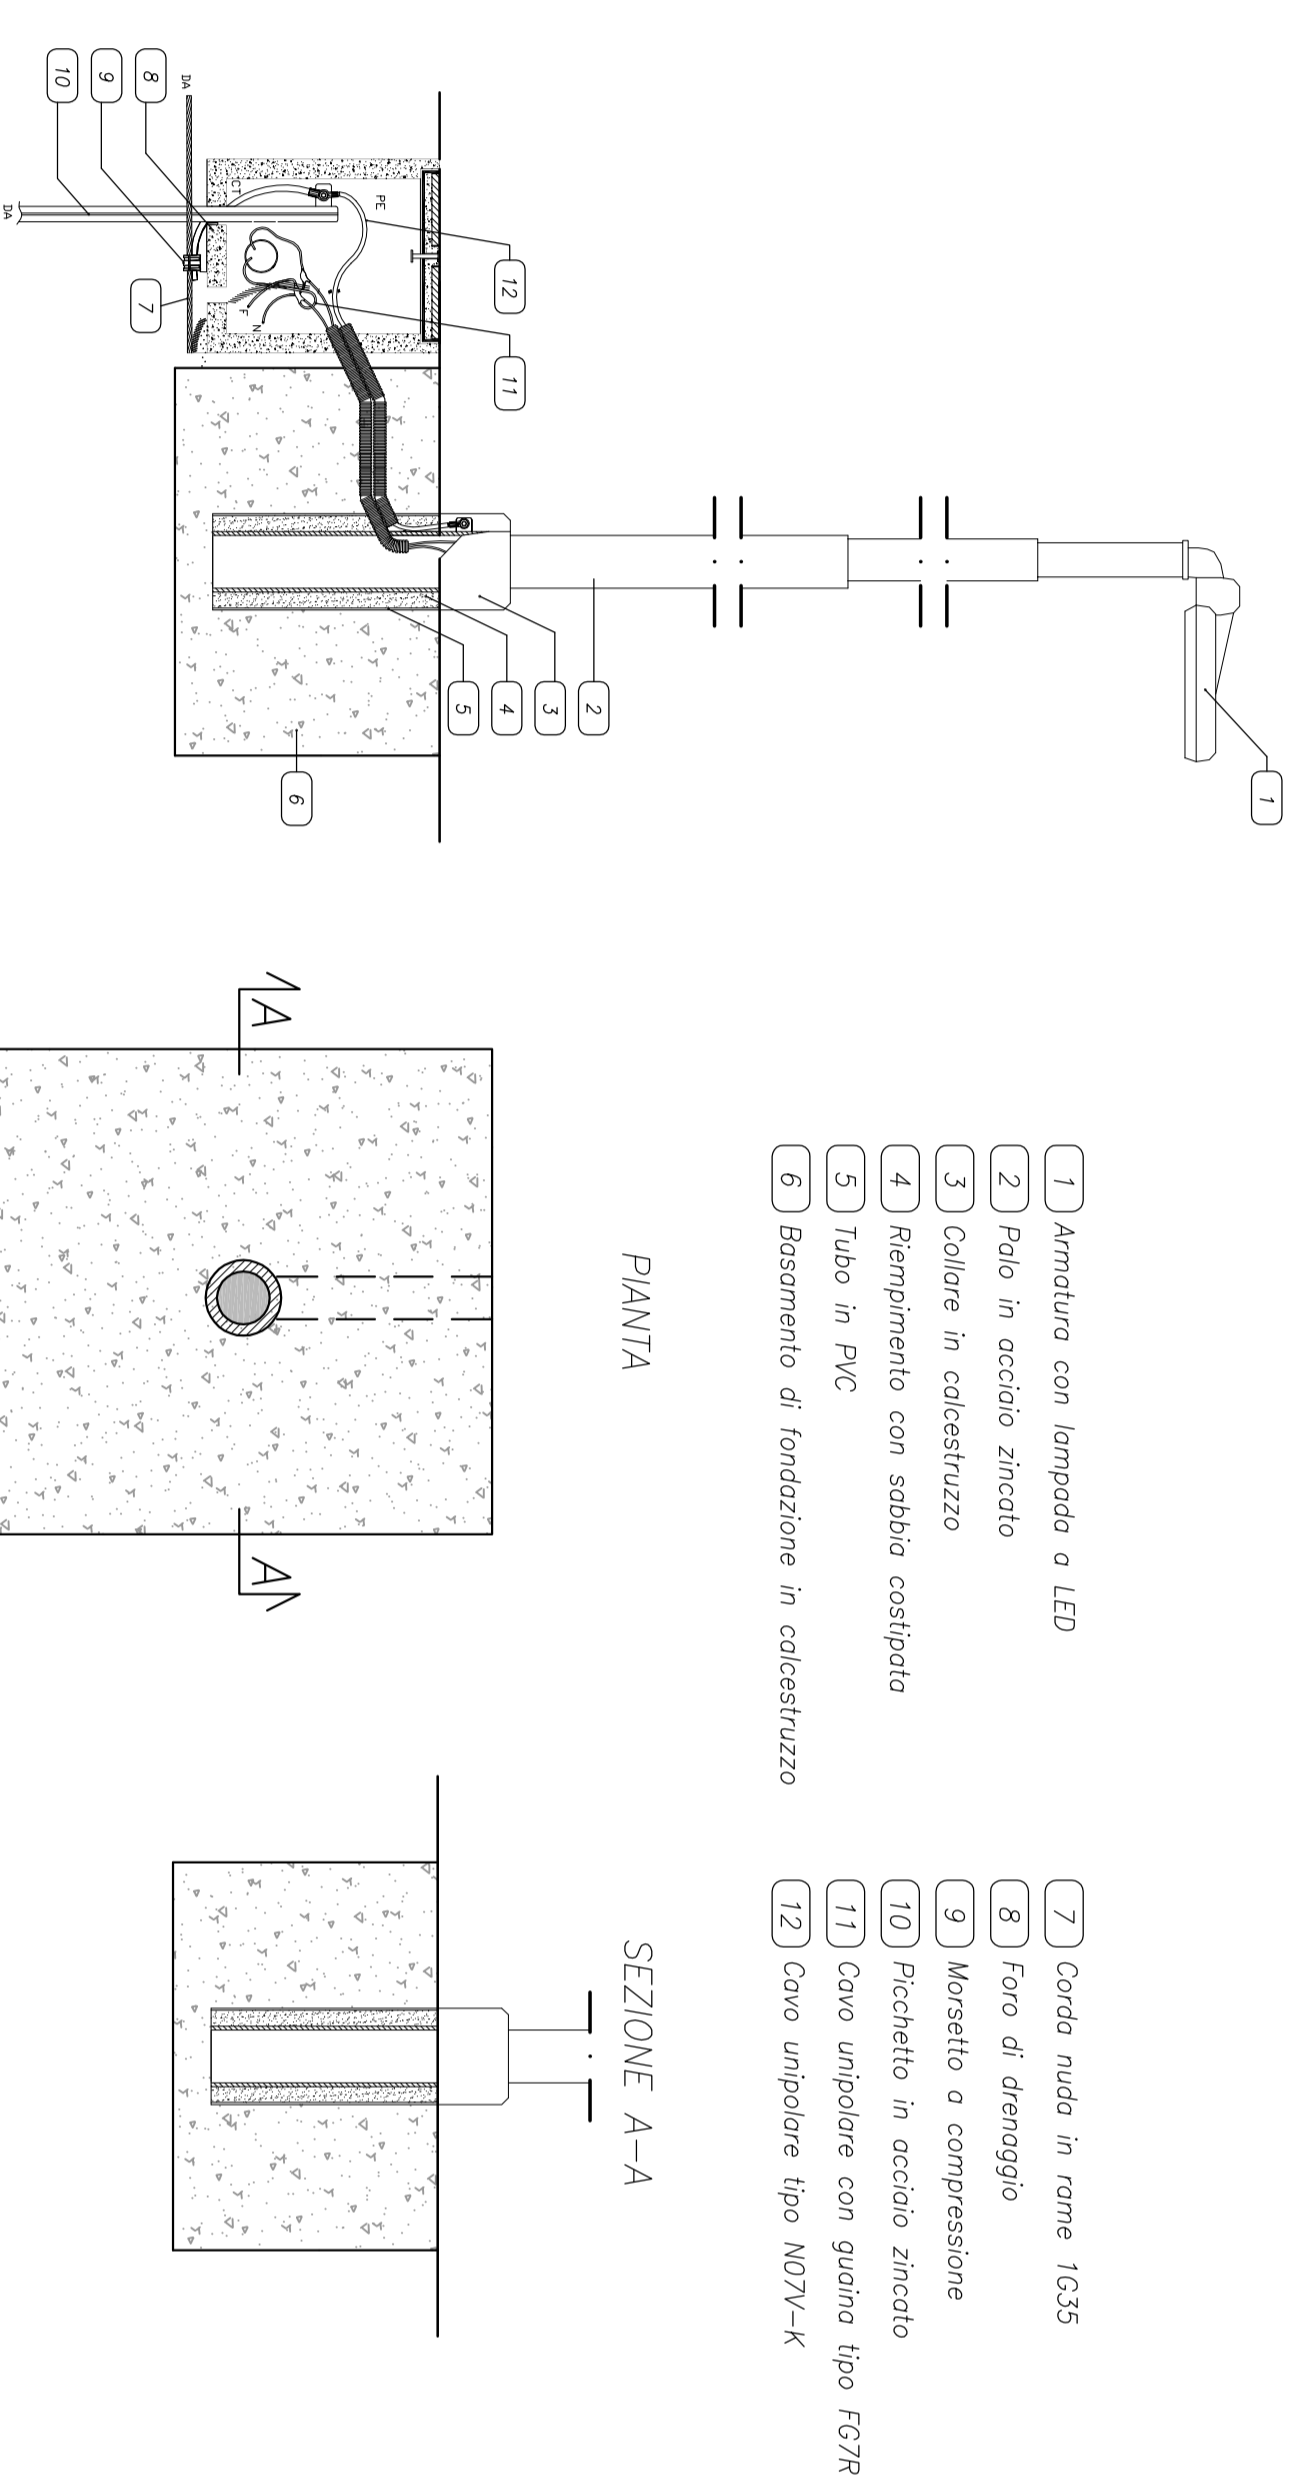 1
2
3
4
5
6
7
8
9
10
11
12
DA
DA
CT
PE
F
N
1 Armatura con lampada a LED
2 Palo in acciaio zincato
3 Collare in calcestruzzo
4 Riempimento con sabbia costipata
5 Tubo in PVC
6 Basamento di fondazione in calcestruzzo
7 Corda nuda in rame 1G35
8 Foro di drenaggio
9 Morsetto a compressione
10 Picchetto in acciaio zincato
11 Cavo unipolare con guaina tipo FG7R
12 Cavo unipolare tipo N07V-K
PIANTA
A
A
SEZIONE A-A